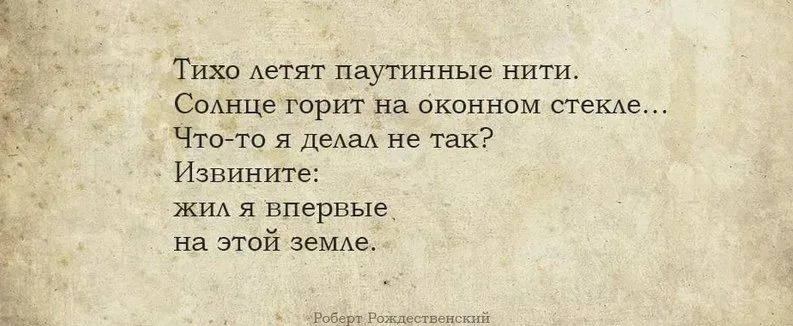 Тихо летят паутинные нити.
Солнце горит на оконном стекле...
Что-то я делал не так?
Извините:
жил я впервые
на этой земле.
Роберт Рождественский